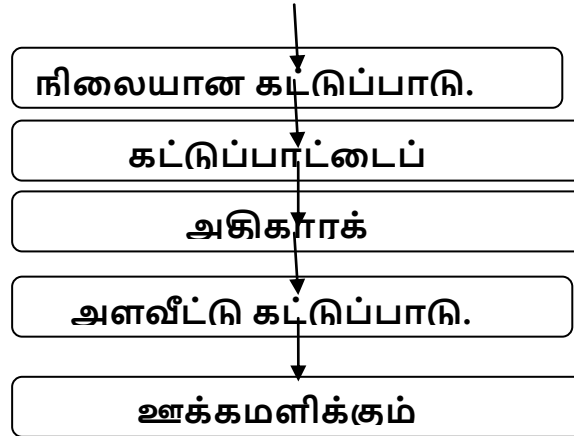 நிலையான கட்டுப்பாடு.
கட்டுப்பாட்டைப்
அதிகாரக்
அளவீட்டு கட்டுப்பாடு.
ஊக்கமளிக்கும்